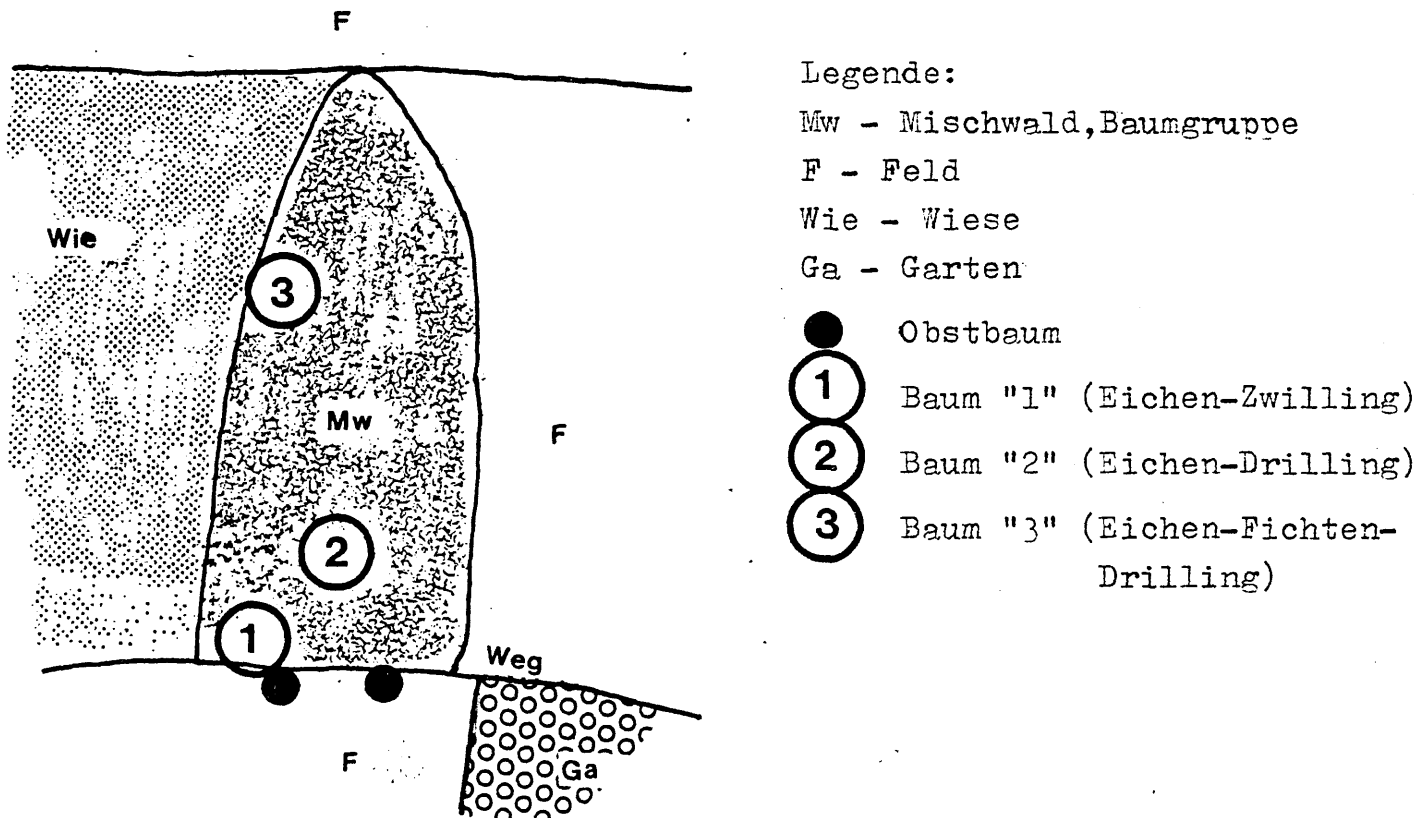 F
Wie
3
Mw
F
2
1
Weg
F
Ga
Legende:
Mw - Mischwald,Baumgruppe
F - Feld
Wie - Wiese
Ga - Garten
Obstbaum
1 Baum "1" (Eichen-Zwilling)
2 Baum "2" (Eichen-Drilling)
3 Baum "3" (Eichen-Fichten-
Drilling)